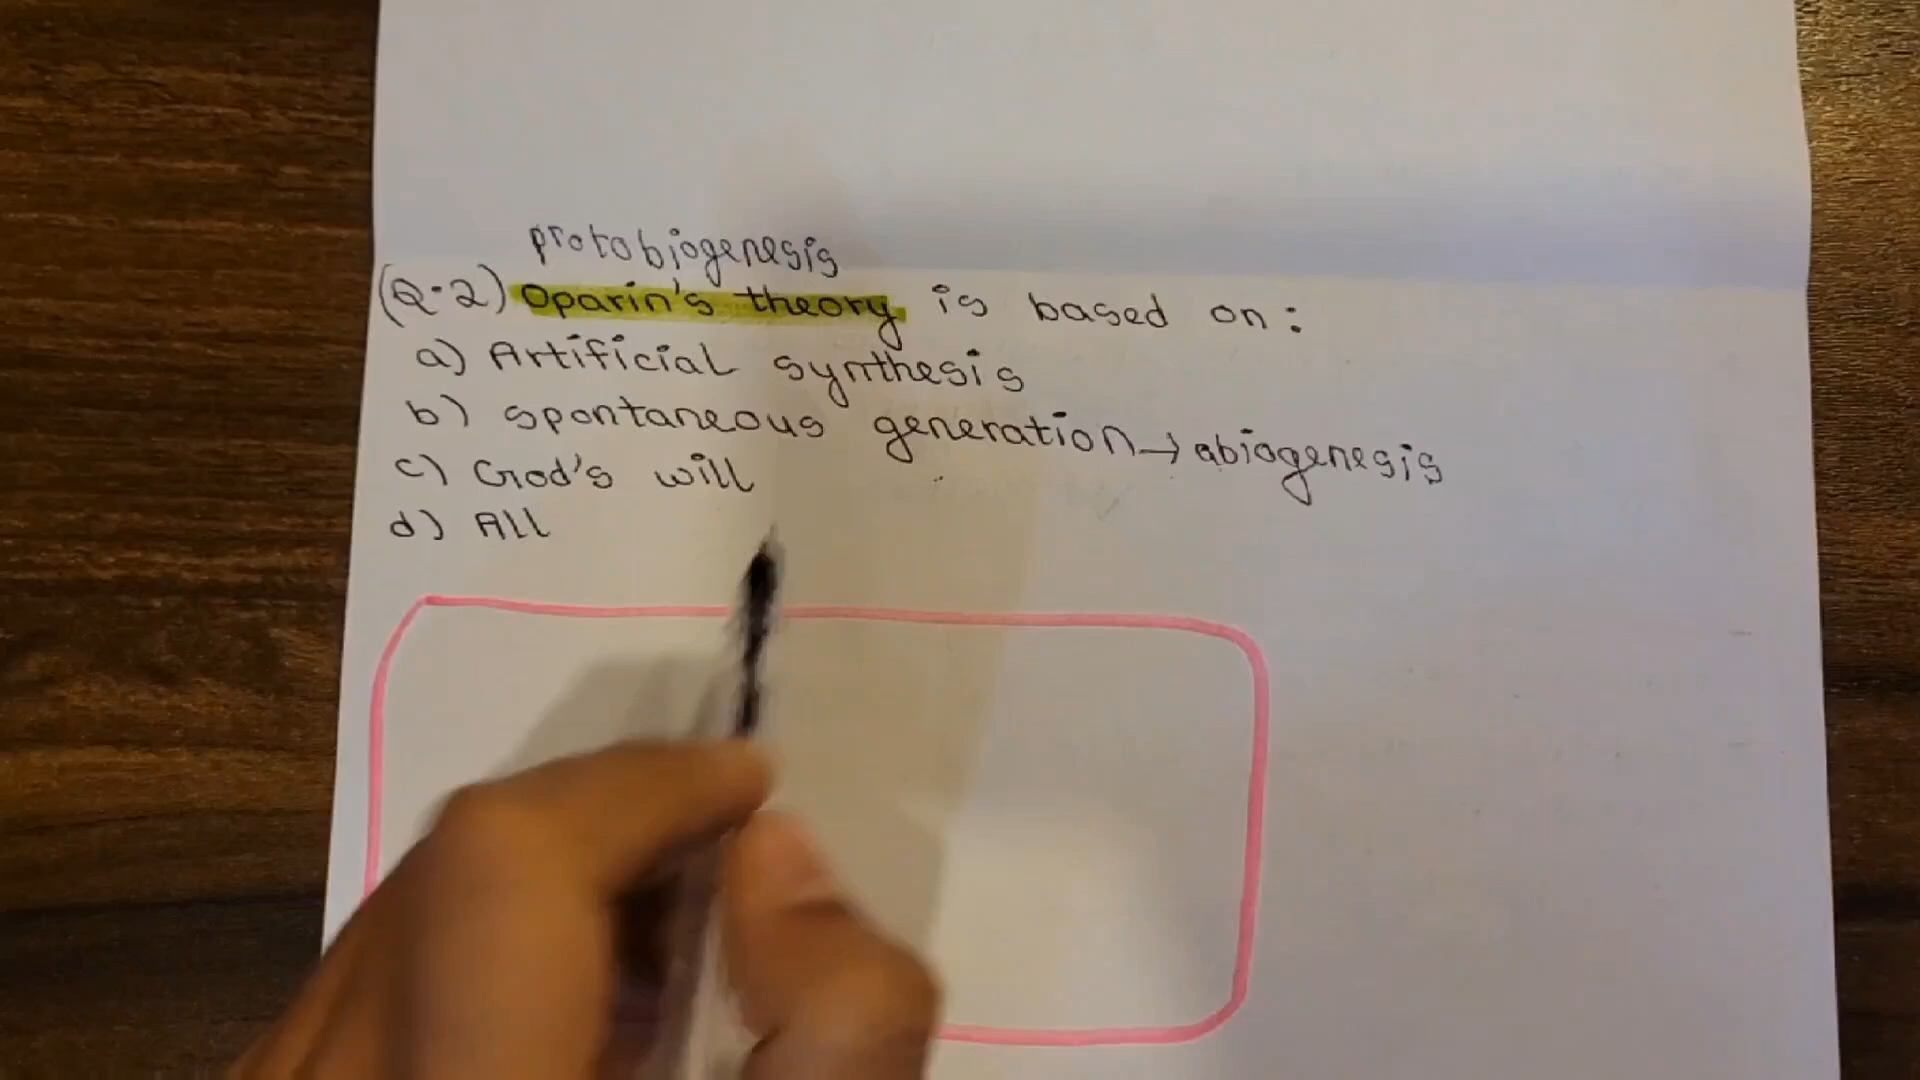 protobiogenesis
(Q.2) Oparin's theory is based on:
a) Artificial synthesis
b) spontaneous generation → abiogenesis
c) God's will
d) All